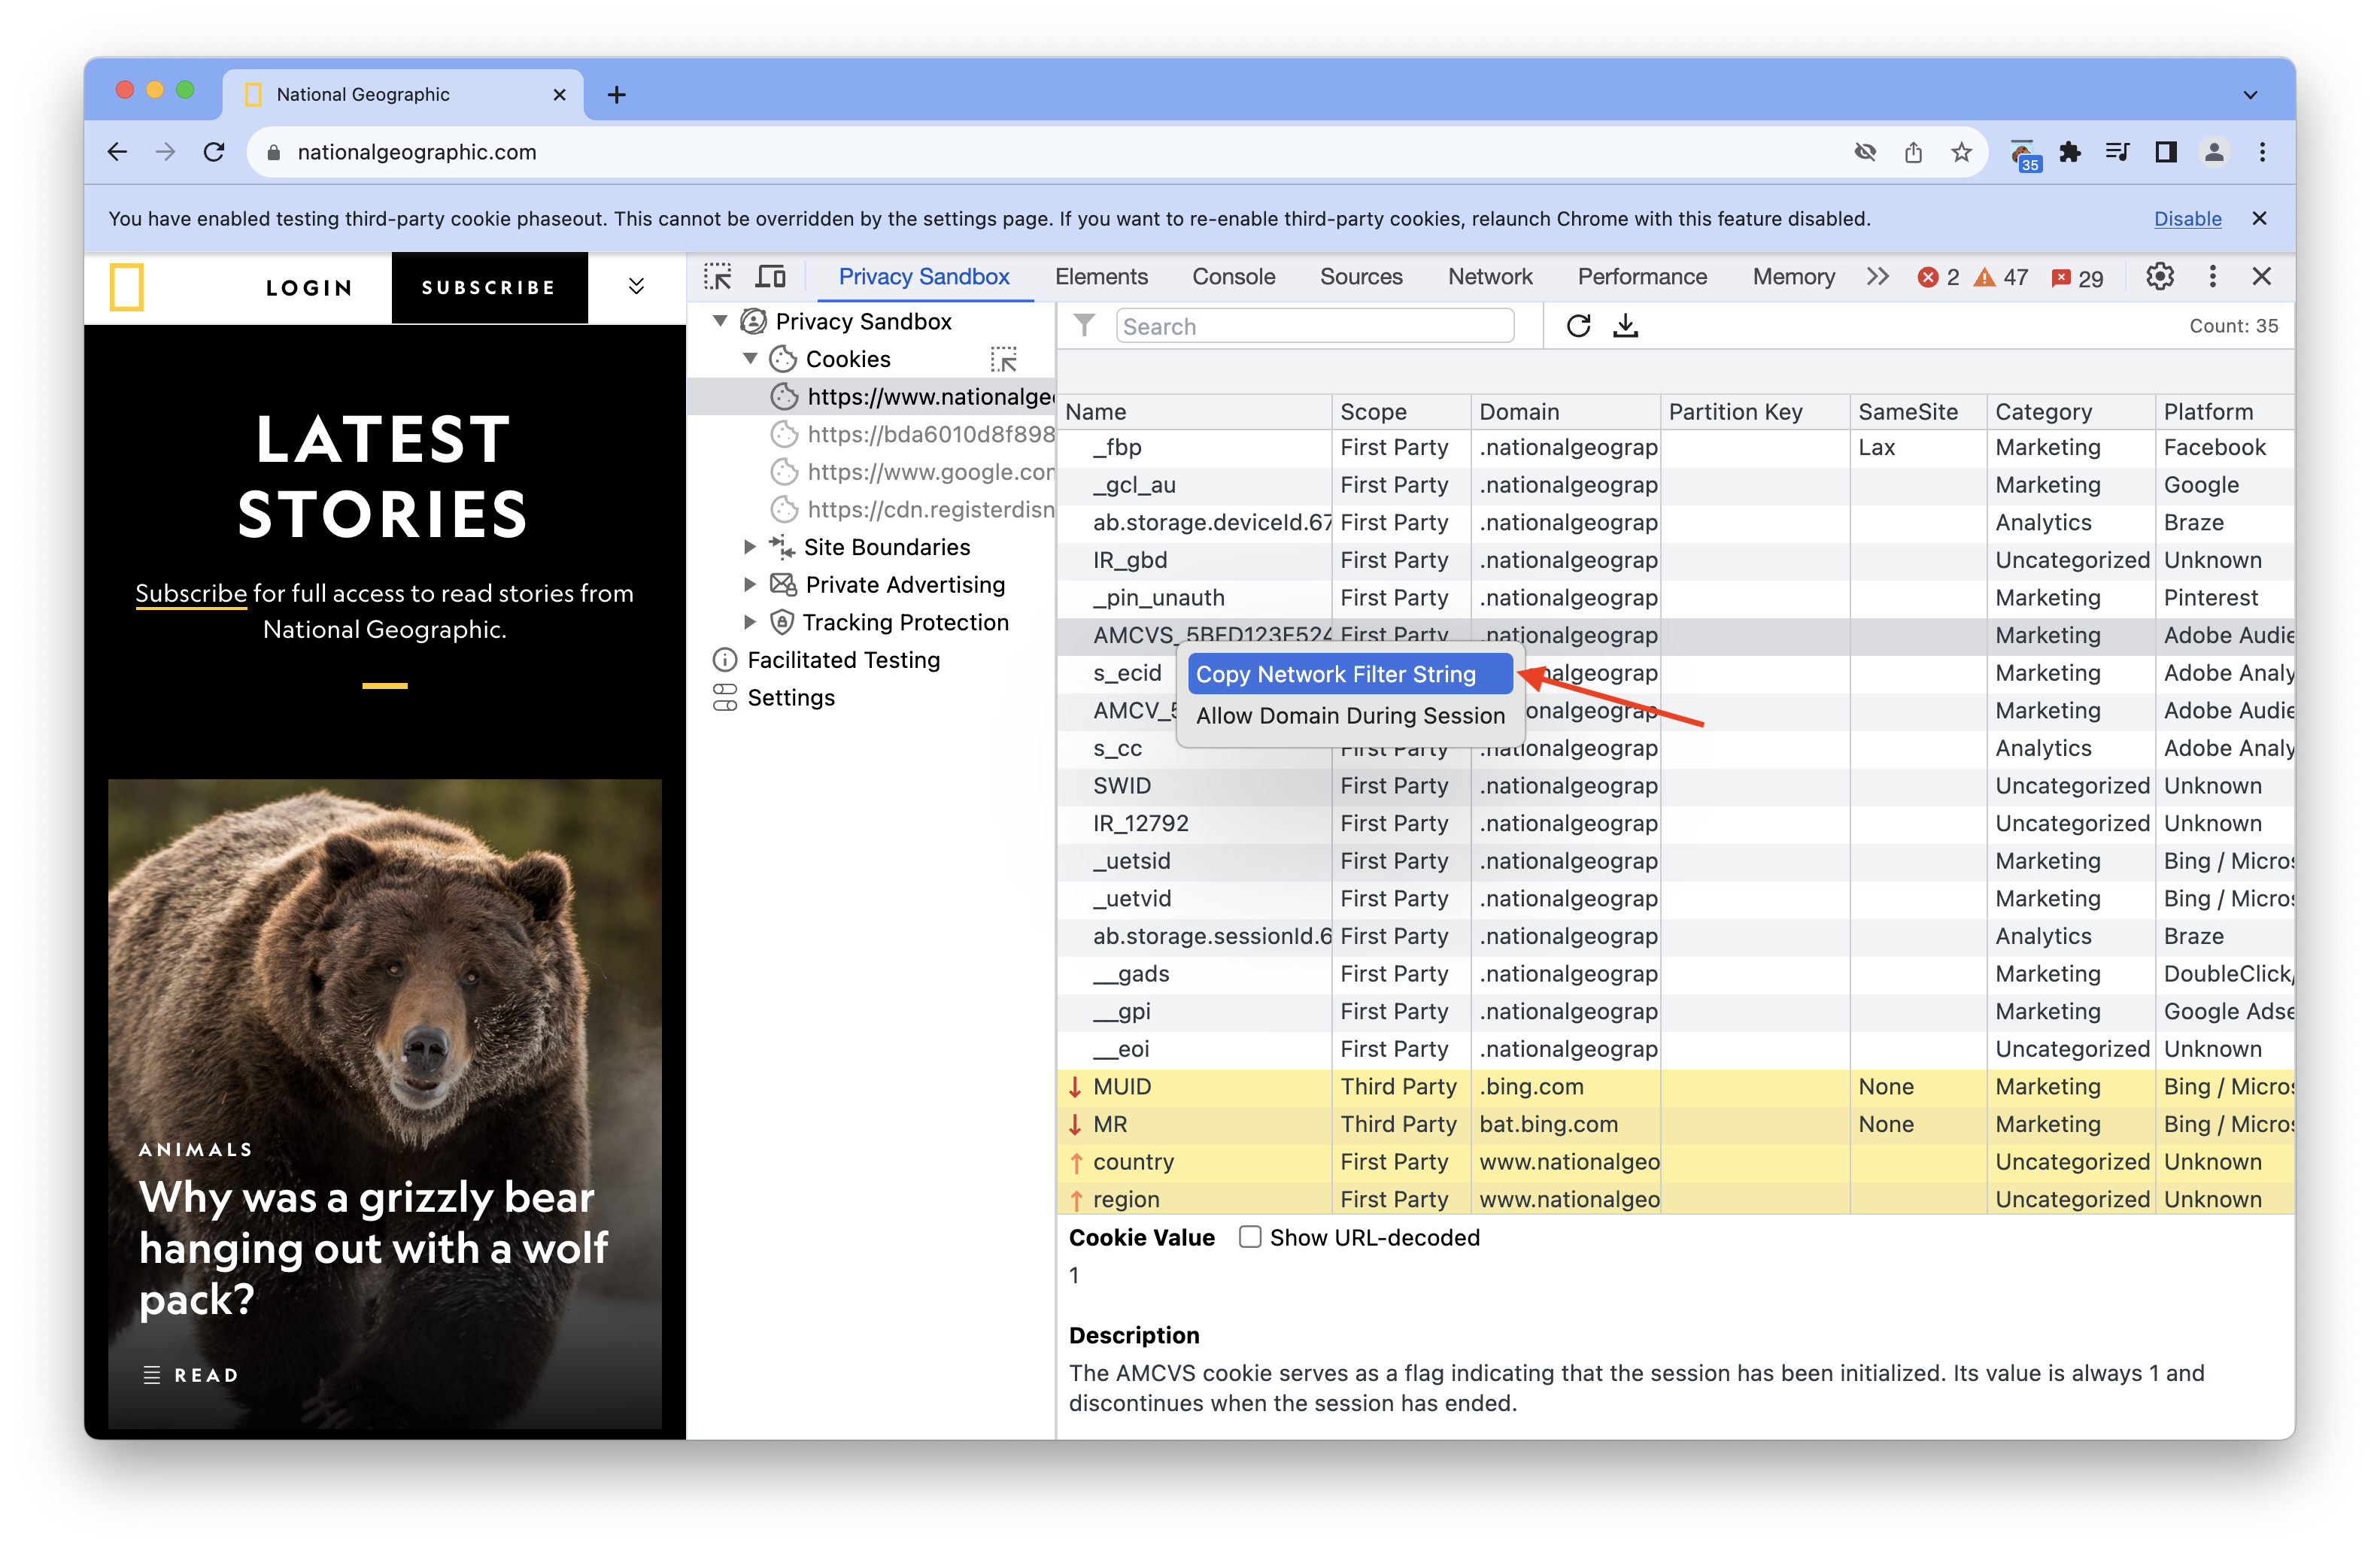 National Geographic
nationalgeographic.com
35
You have enabled testing third-party cookie phaseout. This cannot be overridden by the settings page. If you want to re-enable third-party cookies, relaunch Chrome with this feature disabled. Disable
LOGIN SUBSCRIBE
LATEST
STORIES
Subscribe for full access to read stories from
National Geographic.
ANIMALS
Why was a grizzly bear
hanging out with a wolf
pack?
READ
Privacy Sandbox Elements Console Sources Network Performance Memory 2 47 29
Privacy Sandbox
Cookies
https://www.nationalge
https://bda6010d8f898
https://www.google.con
https://cdn.registerdisn
Site Boundaries
Private Advertising
Tracking Protection
Facilitated Testing
Settings
Search Count: 35
Name Scope Domain Partition Key SameSite Category Platform
_fbp First Party .nationalgeograp Lax Marketing Facebook
_gcl_au First Party .nationalgeograp Marketing Google
ab.storage.deviceId.67 First Party .nationalgeograp Analytics Braze
IR_gbd First Party .nationalgeograp Uncategorized Unknown
_pin_unauth First Party .nationalgeograp Marketing Pinterest
AMCVS_5BED123E524 First Party .nationalgeograp Marketing Adobe Audie
s_ecid nalgeograp Marketing Adobe Analy
AMCV_5 onalgeograp Marketing Adobe Audie
s_cc First Party .nationalgeograp Analytics Adobe Analy
SWID First Party .nationalgeograp Uncategorized Unknown
IR_12792 First Party .nationalgeograp Uncategorized Unknown
_uetsid First Party .nationalgeograp Marketing Bing / Micros
_uetvid First Party .nationalgeograp Marketing Bing / Micros
ab.storage.sessionId.6 First Party .nationalgeograp Analytics Braze
__gads First Party .nationalgeograp Marketing DoubleClick/
__gpi First Party .nationalgeograp Marketing Google Adse
__eoi First Party .nationalgeograp Uncategorized Unknown
MUID Third Party .bing.com None Marketing Bing / Micros
MR Third Party bat.bing.com None Marketing Bing / Micros
country First Party www.nationalgeo Uncategorized Unknown
region First Party www.nationalgeo Uncategorized Unknown
Copy Network Filter String
Allow Domain During Session
Cookie Value Show URL-decoded
1
Description
The AMCVS cookie serves as a flag indicating that the session has been initialized. Its value is always 1 and
discontinues when the session has ended.